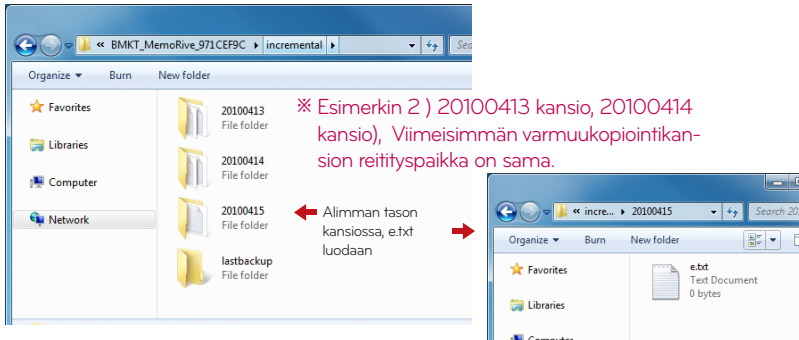 « BMKT_MemoRive_971CEF9C ▸ incremental ▸
Organize ▾ Burn New folder
Favorites
Libraries
Computer
Network
20100413
File folder
20100414
File folder
20100415
File folder
lastbackup
File folder
※ Esimerkin 2 ) 20100413 kansio, 20100414
kansio), Viimeisimmän varmuukopiointikan-
sion reitityspaikka on sama.
Alimman tason
kansiossa, e.txt
luodaan
« incre... ▸ 20100415
Search 20
Organize ▾ Burn New folder
Favorites
Libraries
e.txt
Text Document
0 bytes